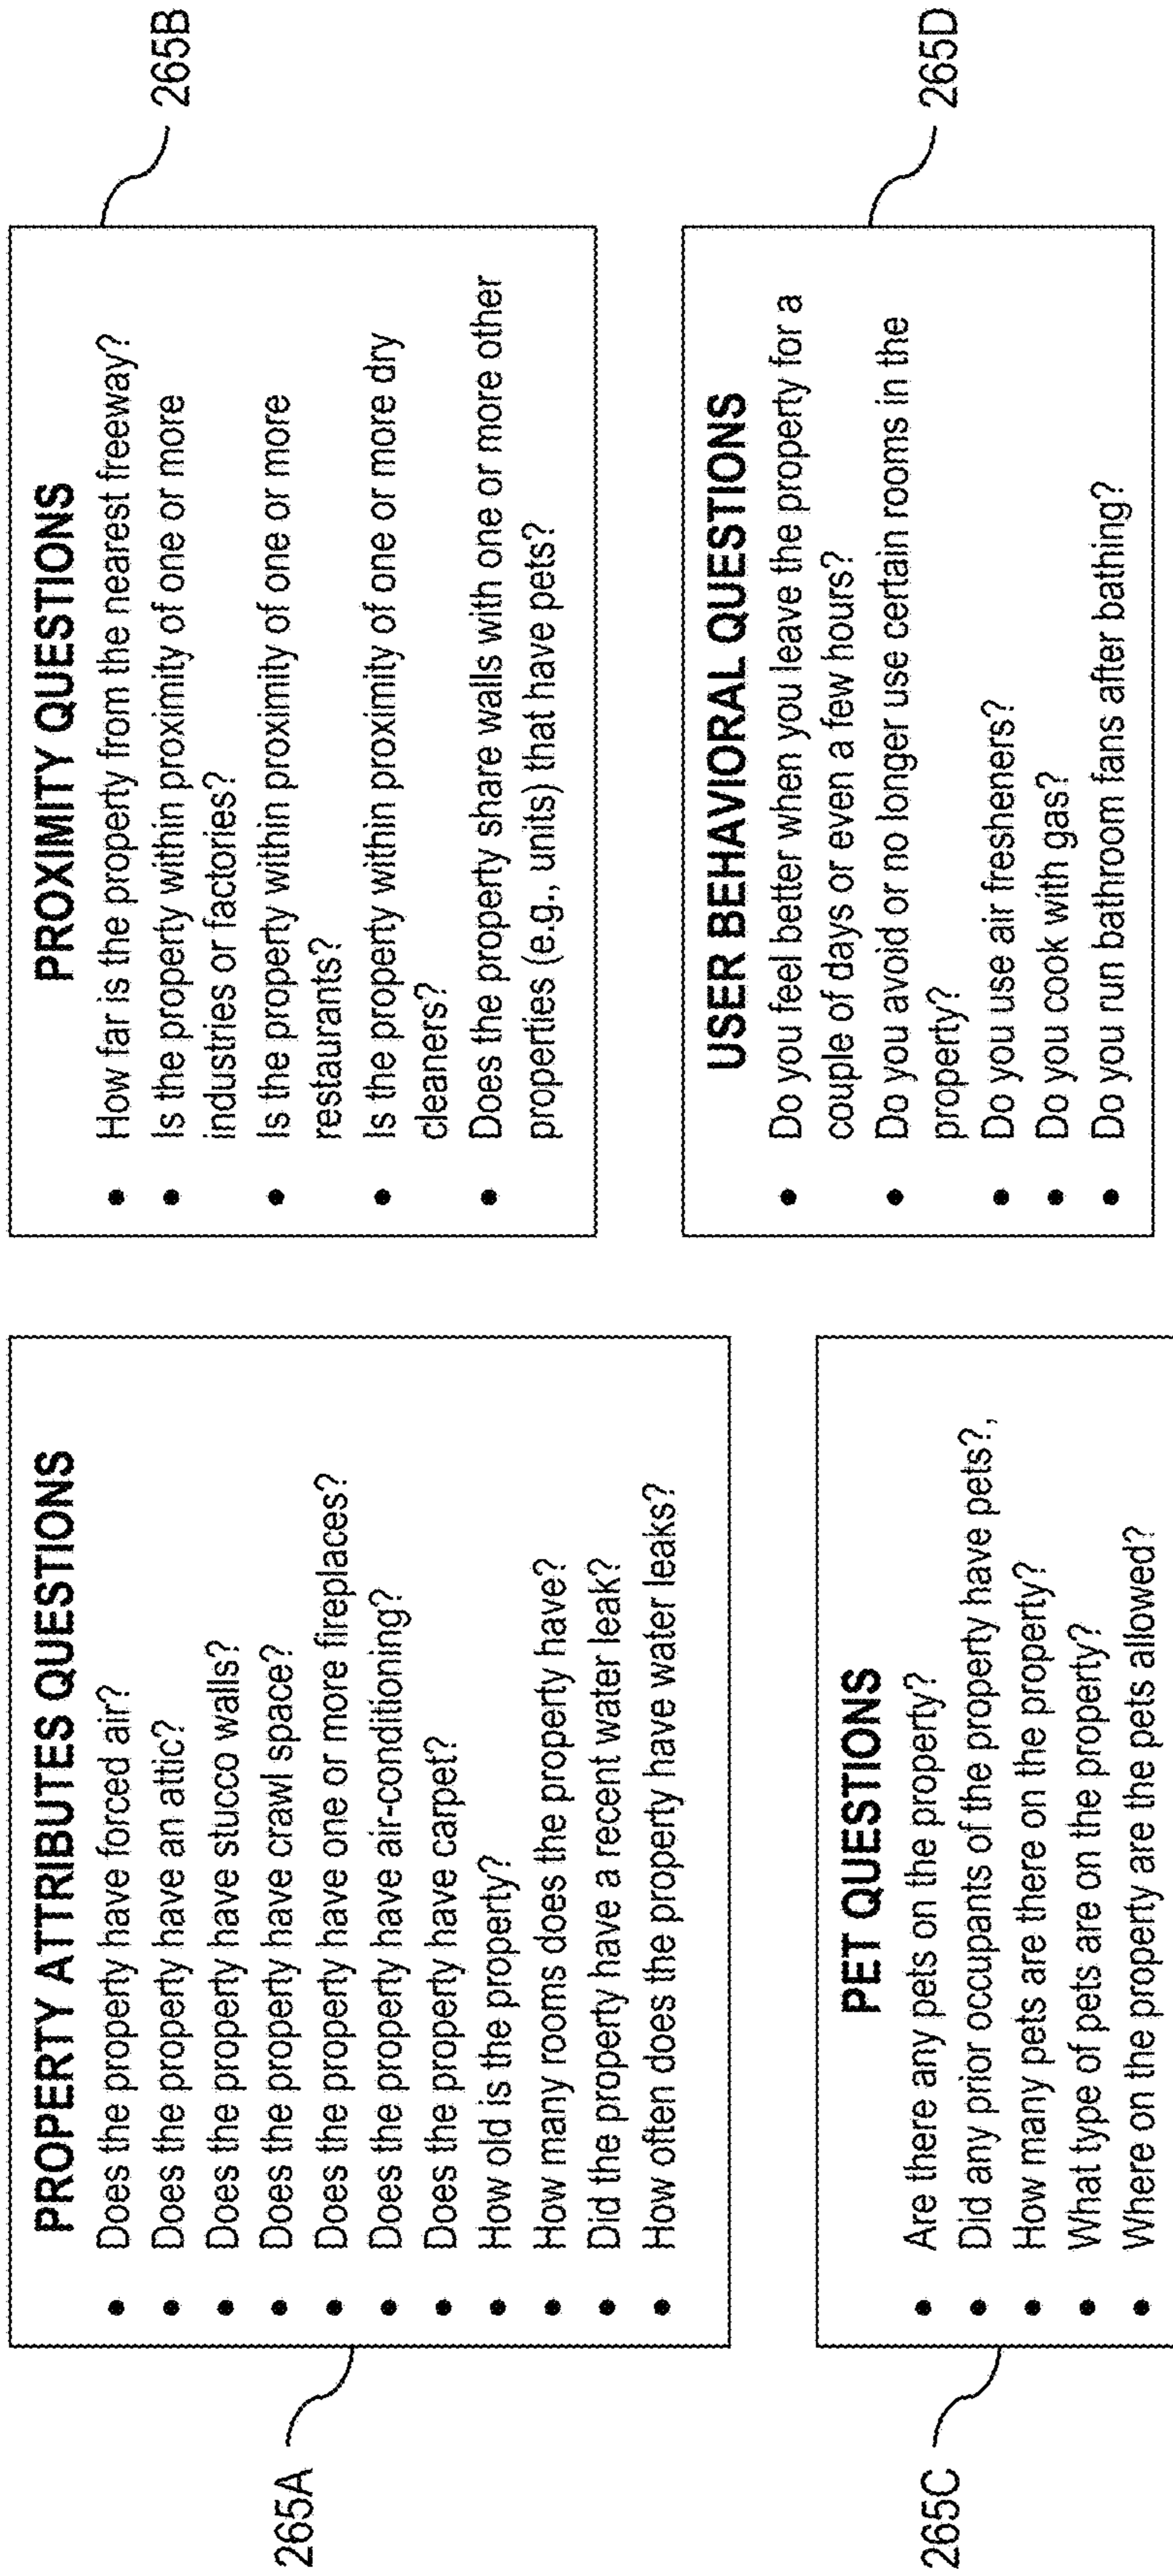 265A
PROPERTY ATTRIBUTES QUESTIONS
• Does the property have forced air?
• Does the property have an attic?
• Does the property have stucco walls?
• Does the property have crawl space?
• Does the property have one or more fireplaces?
• Does the property have air-conditioning?
• Does the property have carpet?
• How old is the property?
• How many rooms does the property have?
• Did the property have a recent water leak?
• How often does the property have water leaks?
265B
PROXIMITY QUESTIONS
• How far is the property from the nearest freeway?
• Is the property within proximity of one or more
industries or factories?
• Is the property within proximity of one or more
restaurants?
• Is the property within proximity of one or more dry
cleaners?
• Does the property share walls with one or more other
properties (e.g., units) that have pets?
265C
PET QUESTIONS
• Are there any pets on the property?
• Did any prior occupants of the property have pets?,
• How many pets are there on the property?
• What type of pets are on the property?
• Where on the property are the pets allowed?
265D
USER BEHAVIORAL QUESTIONS
• Do you feel better when you leave the property for a
couple of days or even a few hours?
• Do you avoid or no longer use certain rooms in the
property?
• Do you use air fresheners?
• Do you cook with gas?
• Do you run bathroom fans after bathing?